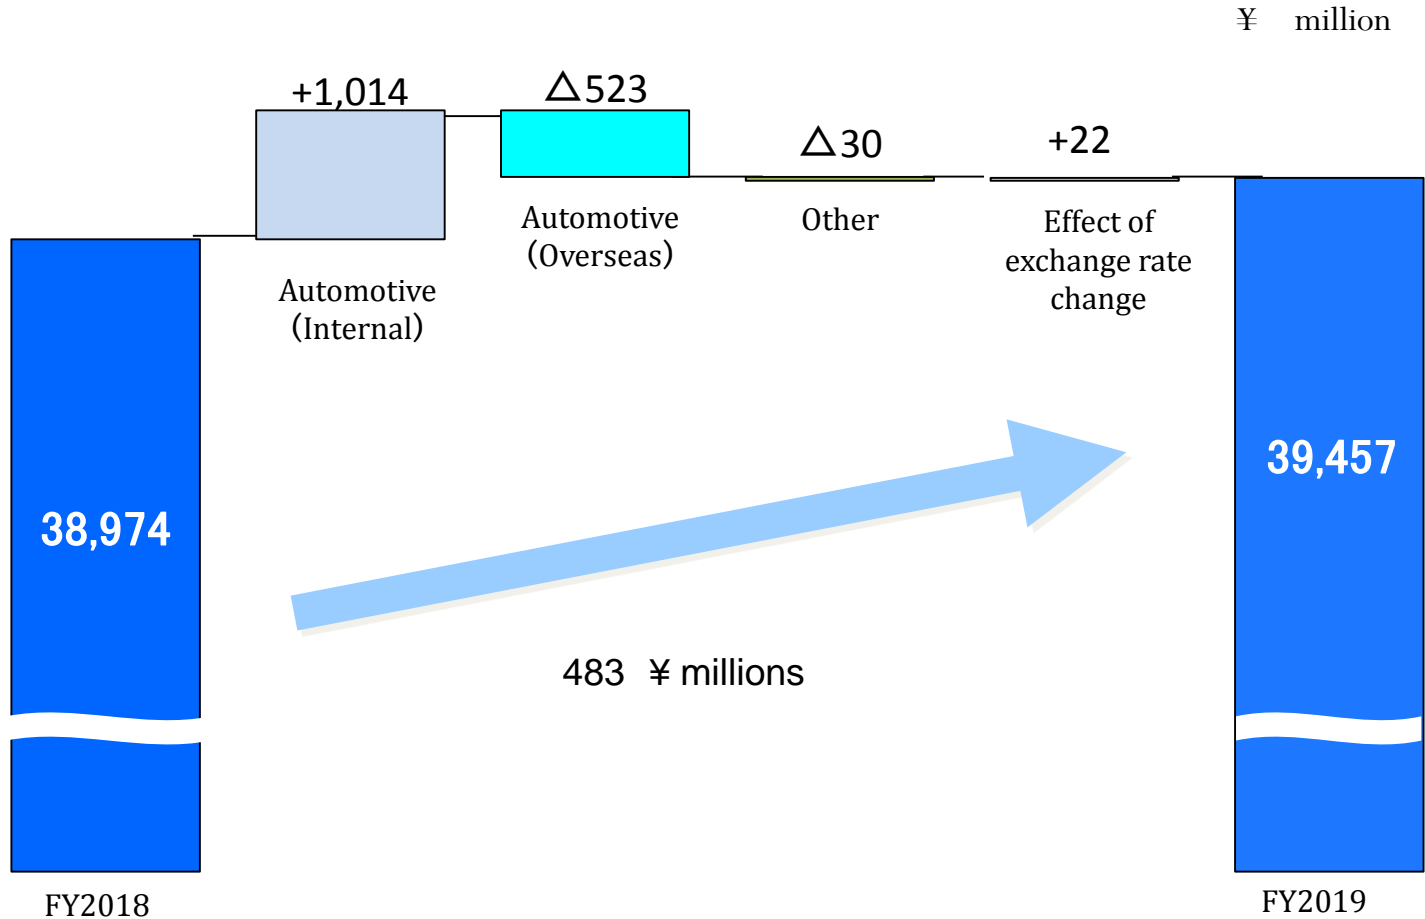 ¥ million
+1,014
△523
△30
+22
Automotive
(Internal)
Automotive
(Overseas)
Other
Effect of
exchange rate
change
38,974
39,457
483 ¥ millions
FY2018
FY2019